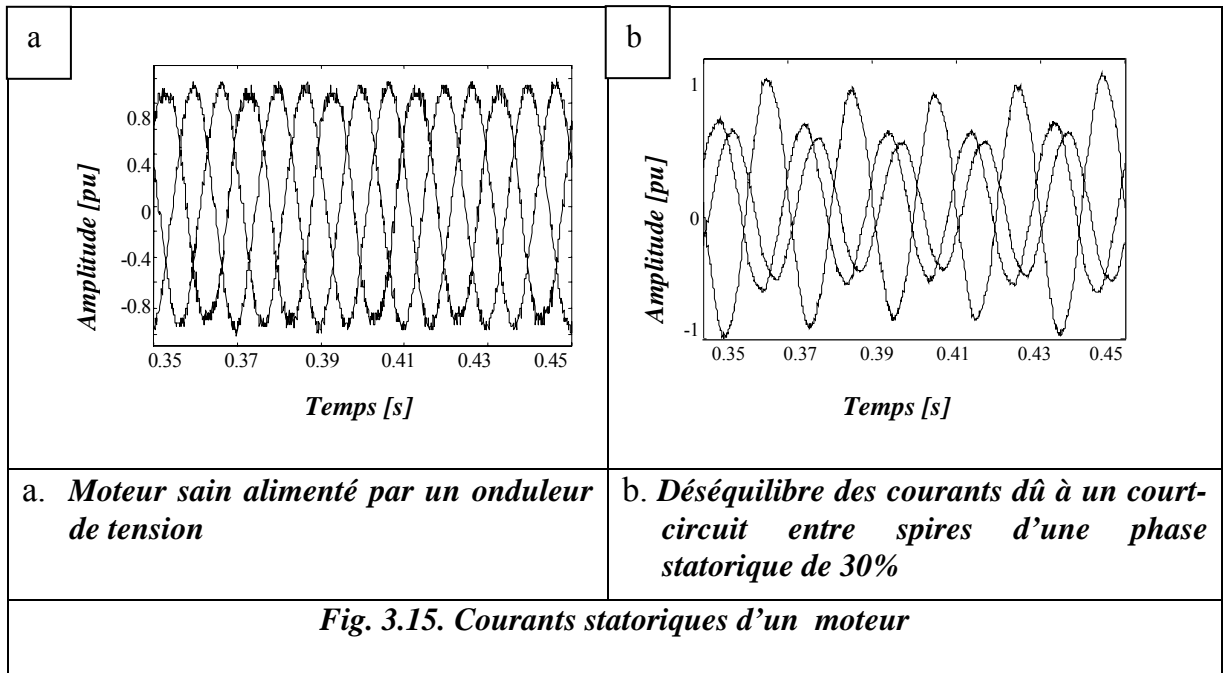 a
0.8
0.4
0
-0.4
-0.8
Amplitude [pu]
0.35 0.37 0.39 0.41 0.43 0.45
Temps [s]
b
1
0
-1
Amplitude [pu]
0.35 0.37 0.39 0.41 0.43 0.45
Temps [s]
a. Moteur sain alimenté par un onduleur
de tension
b. Déséquilibre des courants dû à un court-
circuit entre spires d’une phase
statorique de 30%
Fig. 3.15. Courants statoriques d’un moteur